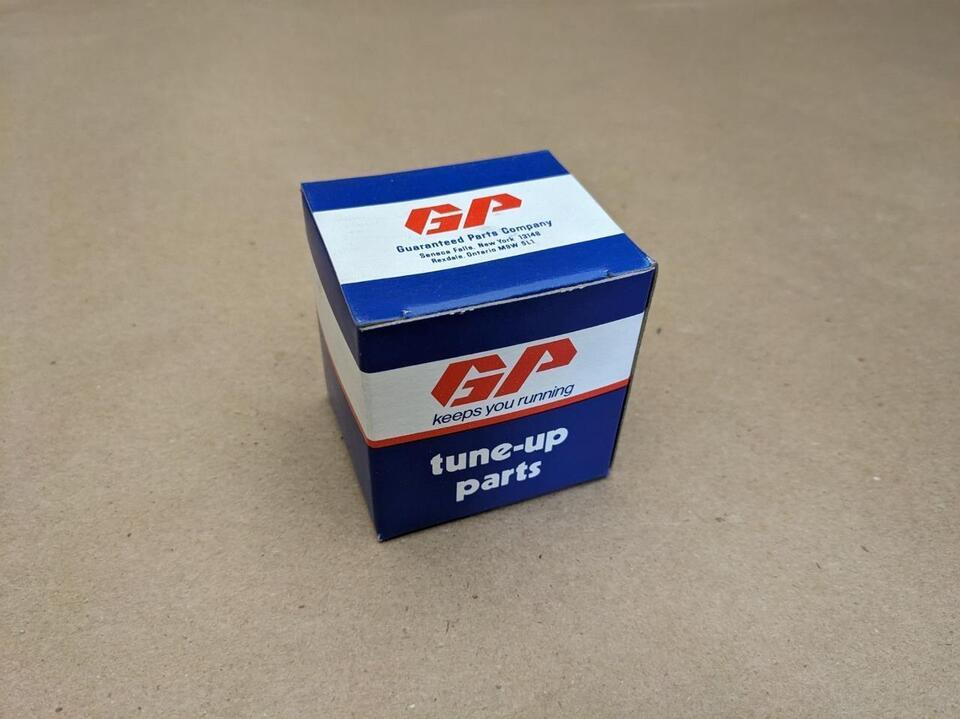 GP
Guaranteed Parts Company
Seneca Falls, New York 13148
Rexdale, Ontario M9W 5L1
GP
keeps you running
tune-up
parts